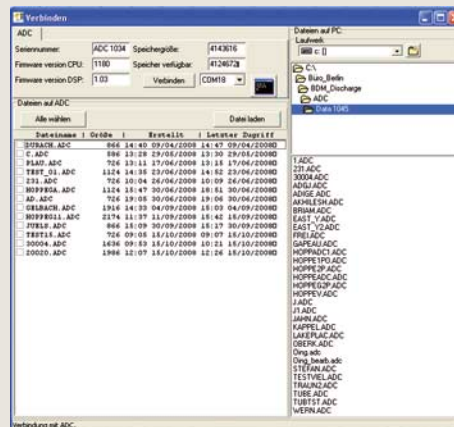 Verbinden
ADC
Seriennummer: ADC 1034 Speichergröße: 4143616
Firmware version CPU: 1180 Speicher verfügbar: 4124672
Firmware version DSP: 1.03 Verbinden COM18
Dateien auf ADC
Alle wählen Datei laden
Dateiname | Größe | Erstellt | Letzter Zugriff
DURACH.ADC 866 14:40 09/04/2008 14:47 09/04/2008
C.ADC 586 13:28 29/05/2008 13:30 29/05/2008
PLAU.ADC 726 13:11 17/06/2008 13:15 17/06/2008
TEST_01.ADC 1124 14:35 23/06/2008 14:52 23/06/2008
231.ADC 726 10:04 26/06/2008 10:09 26/06/2008
HOPPEGA.ADC 1124 15:47 30/06/2008 18:51 30/06/2008
AD.ADC 726 19:05 30/06/2008 19:06 30/06/2008
GELBACH.ADC 1916 14:33 04/09/2008 15:03 04/09/2008
HOPPEG11.ADC 2174 11:37 11/09/2008 15:42 15/09/2008
JUELS.ADC 866 15:09 30/09/2008 15:17 30/09/2008
TEST15.ADC 726 09:05 15/10/2008 09:07 15/10/2008
30004.ADC 1636 09:53 15/10/2008 10:21 15/10/2008
20020.ADC 1986 12:07 15/10/2008 12:26 15/10/2008
Verbindung mit ADC.
Dateien auf PC:
Laufwerk
c: []
C:\
Büro_Berlin
BDM_Discharge
ADC
Data 1045
1.ADC
231.ADC
30004.ADC
ADGJ.ADC
ADIGE.ADC
AKHILESH.ADC
BRIAM.ADC
EAST_Y.ADC
EAST_Y2.ADC
FREI.ADC
GAPEAU.ADC
HOPPADC1.ADC
HOPPE1PO.ADC
HOPPE2P.ADC
HOPPEADC.ADC
HOPPEG2P.ADC
HOPPEV.ADC
J.ADC
J1.ADC
JAHN.ADC
KAPPEL.ADC
LAKEPLAC.ADC
OBERK.ADC
Oing.adc
Oing_bearb.adc
STEFAN.ADC
TESTVIEL.ADC
TRAUN2.ADC
TUBE.ADC
TUBTST.ADC
WERN.ADC